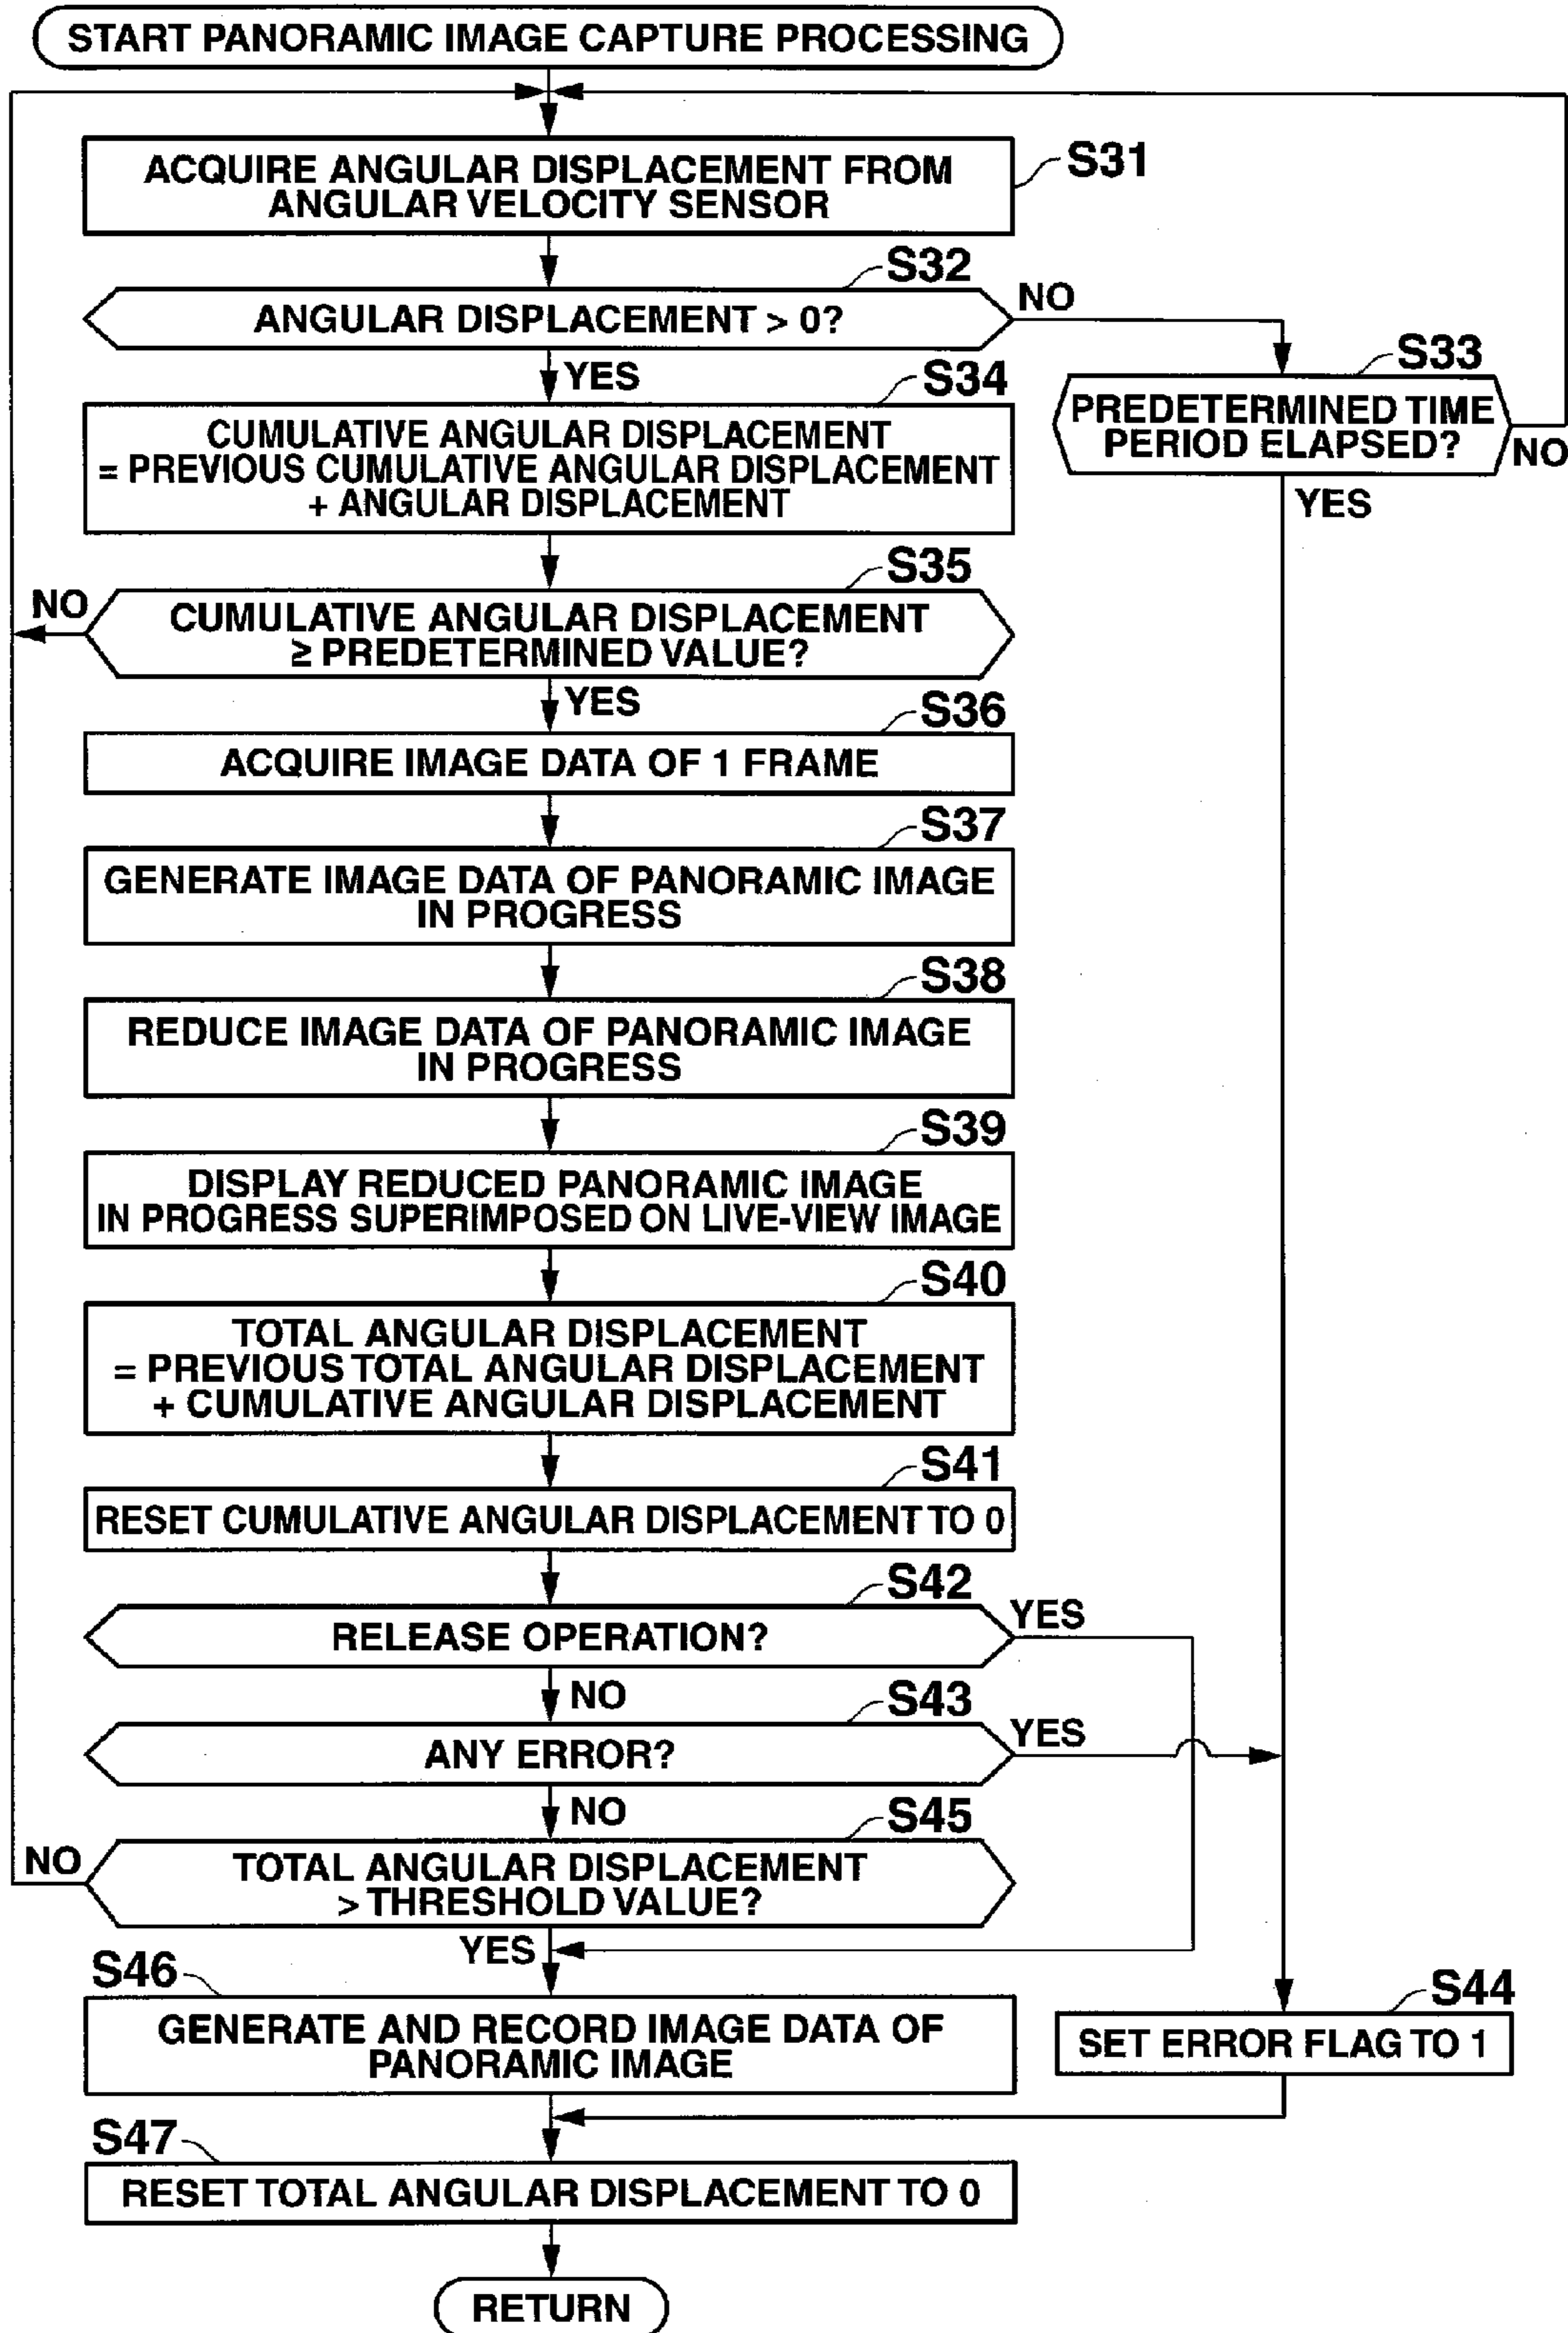 START PANORAMIC IMAGE CAPTURE PROCESSING
S31
ACQUIRE ANGULAR DISPLACEMENT FROM
ANGULAR VELOCITY SENSOR
S32
ANGULAR DISPLACEMENT > 0?
NO
YES
S33
PREDETERMINED TIME
PERIOD ELAPSED?
NO
YES
S34
CUMULATIVE ANGULAR DISPLACEMENT
= PREVIOUS CUMULATIVE ANGULAR DISPLACEMENT
+ ANGULAR DISPLACEMENT
S35
NO
CUMULATIVE ANGULAR DISPLACEMENT
≥ PREDETERMINED VALUE?
YES
S36
ACQUIRE IMAGE DATA OF 1 FRAME
S37
GENERATE IMAGE DATA OF PANORAMIC IMAGE
IN PROGRESS
S38
REDUCE IMAGE DATA OF PANORAMIC IMAGE
IN PROGRESS
S39
DISPLAY REDUCED PANORAMIC IMAGE
IN PROGRESS SUPERIMPOSED ON LIVE-VIEW IMAGE
S40
TOTAL ANGULAR DISPLACEMENT
= PREVIOUS TOTAL ANGULAR DISPLACEMENT
+ CUMULATIVE ANGULAR DISPLACEMENT
S41
RESET CUMULATIVE ANGULAR DISPLACEMENT TO 0
S42
RELEASE OPERATION?
YES
NO
S43
ANY ERROR?
YES
NO
S45
NO
TOTAL ANGULAR DISPLACEMENT
> THRESHOLD VALUE?
YES
S46
GENERATE AND RECORD IMAGE DATA OF
PANORAMIC IMAGE
S44
SET ERROR FLAG TO 1
S47
RESET TOTAL ANGULAR DISPLACEMENT TO 0
RETURN